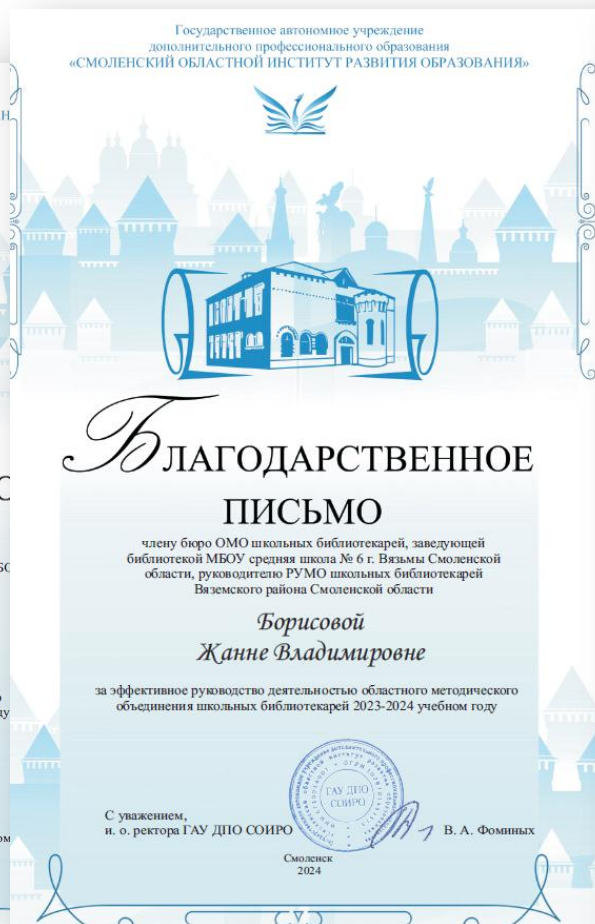 Государственное автономное учреждение
дополнительного профессионального образования
«СМОЛЕНСКИЙ ОБЛАСТНОЙ ИНСТИТУТ РАЗВИТИЯ ОБРАЗОВАНИЯ»
БЛАГОДАРСТВЕННОЕ
ПИСЬМО
члену бюро ОМО школьных библиотекарей, заведующей
библиотекой МБОУ средняя школа № 6 г. Вязьмы Смоленской
области, руководителю РУМО школьных библиотекарей
Вяземского района Смоленской области
Борисовой
Жанне Владимировне
за эффективное руководство деятельностью областного методического
объединения школьных библиотекарей 2023-2024 учебном году
ГАУ ДПО
СОИРО
С уважением,
и. о. ректора ГАУ ДПО СОИРО
В. А. Фоминых
Смоленск
2024